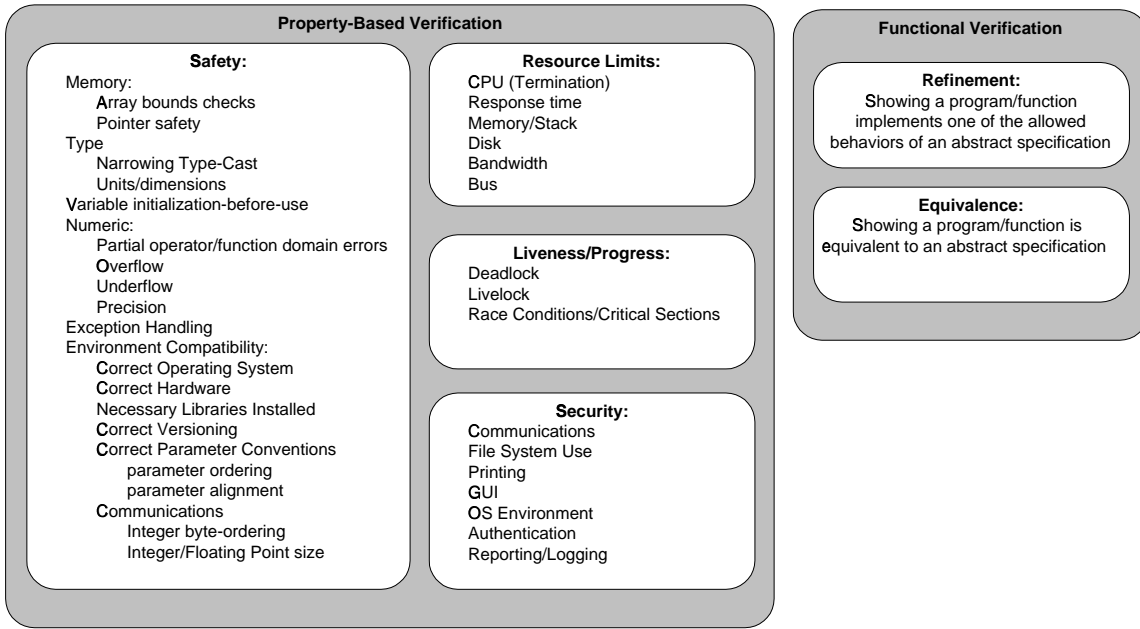 Property-Based Verification
Safety:
Memory:
Array bounds checks
Pointer safety
Type
Narrowing Type-Cast
Units/dimensions
Variable initialization-before-use
Numeric:
Partial operator/function domain errors
Overflow
Underflow
Precision
Exception Handling
Environment Compatibility:
Correct Operating System
Correct Hardware
Necessary Libraries Installed
Correct Versioning
Correct Parameter Conventions
parameter ordering
parameter alignment
Communications
Integer byte-ordering
Integer/Floating Point size
Resource Limits:
CPU (Termination)
Response time
Memory/Stack
Disk
Bandwidth
Bus
Liveness/Progress:
Deadlock
Livelock
Race Conditions/Critical Sections
Security:
Communications
File System Use
Printing
GUI
OS Environment
Authentication
Reporting/Logging
Functional Verification
Refinement:
Showing a program/function
implements one of the allowed
behaviors of an abstract specification
Equivalence:
Showing a program/function is
equivalent to an abstract specification